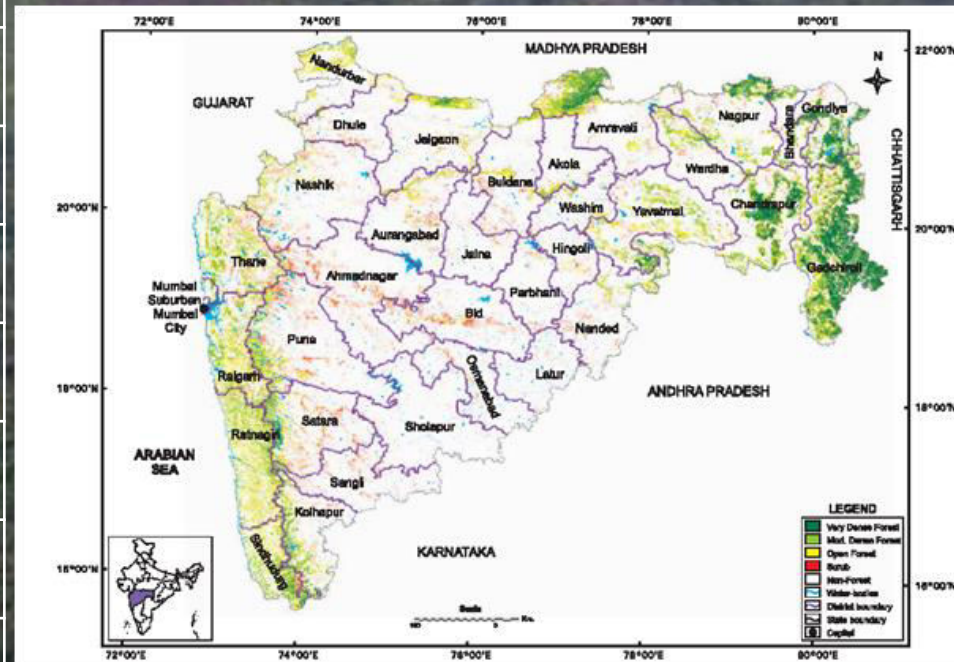 72°00'E 74°00'E 76°00'E 78°00'E 80°00'E
MADHYA PRADESH
22°00'N
N
GUJARAT
CHHATTISGARH
Nandurbar
Dhule
Jalgaon
Amravati
Nagpur
Bhandara
Gondiya
Akola
Buldana
Wardha
Nashik
Washim
Yavatmal
Chandrapur
20°00'N
20°00'N
Aurangabad
Jalna
Hingoli
Gadchiroli
Thane
Ahmadnagar
Parbhani
Mumbai
Suburban
Mumbai
City
Bid
Nanded
Puna
Latur
Osmanabad
Raigarh
18°00'N
ANDHRA PRADESH
18°00'N
Satara
Sholapur
Ratnagiri
ARABIAN
SEA
Sangli
Kolhapur
Sindhudurg
KARNATAKA
16°00'N
16°00'N
LEGEND
Very Dense Forest
Mod. Dense Forest
Open Forest
Scrub
Non-Forest
Water-bodies
District boundary
State boundary
Capital
Scale
Km.
72°00'E 74°00'E 76°00'E 78°00'E 80°00'E